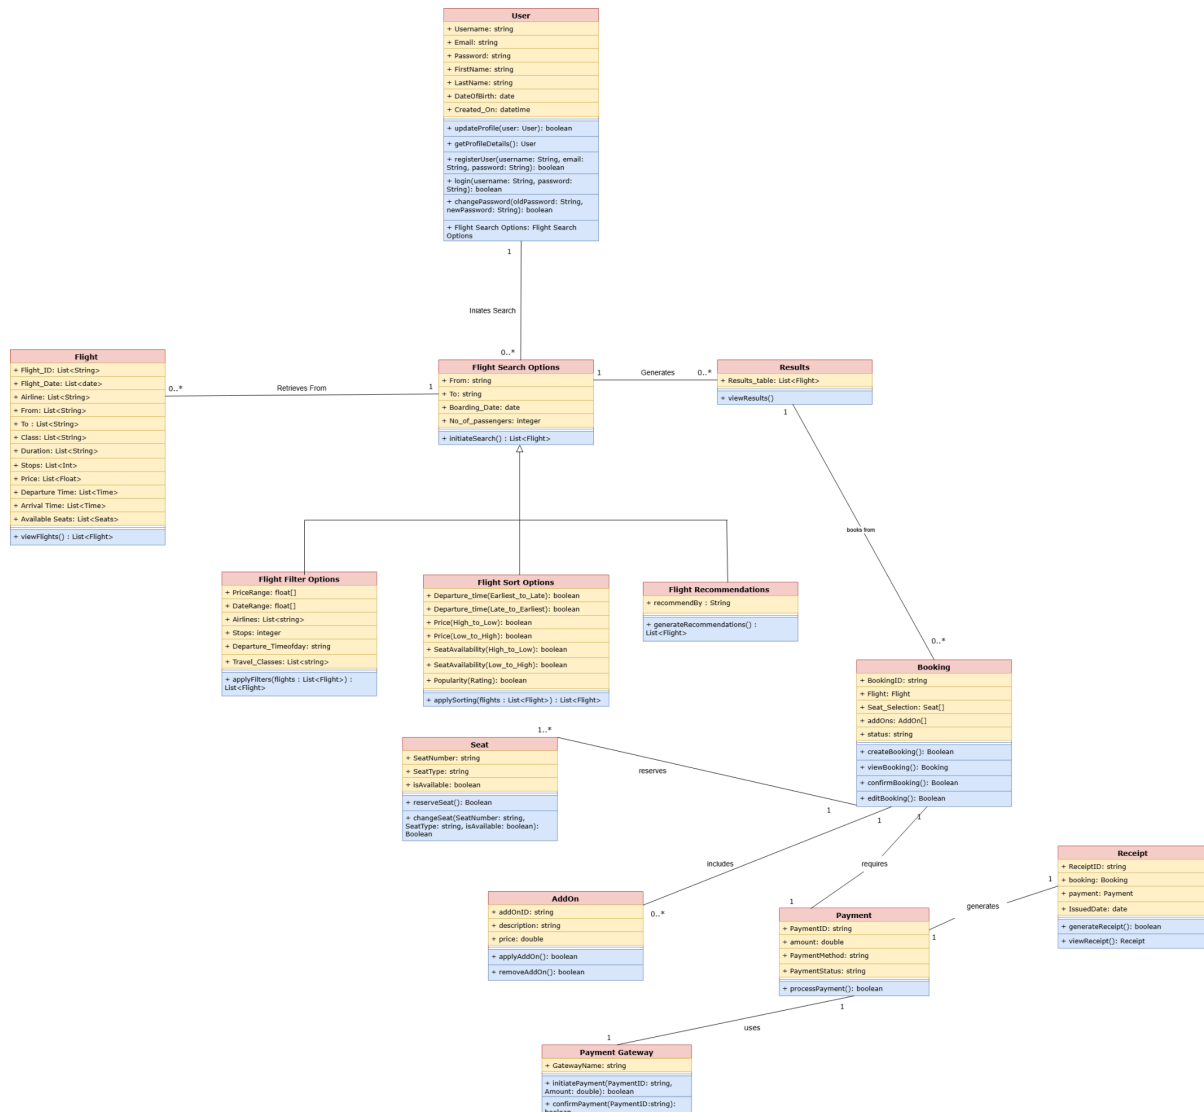 User
+ Username: string
+ Email: string
+ Password: string
+ FirstName: string
+ LastName: string
+ DateOfBirth: date
+ Created_On: datetime
+ updateProfile(user: User): boolean
+ getProfileDetails(): User
+ registerUser(username: String, email:
String, password: String): boolean
+ login(username: String, password:
String): boolean
+ changePassword(oldPassword: String,
newPassword: String): boolean
+ Flight Search Options: Flight Search
Options
1
Iniates Search
0..*
Flight
+ Flight_ID: List<String>
+ Flight_Date: List<date>
+ Airline: List<String>
+ From: List<String>
+ To : List<String>
+ Class: List<String>
+ Duration: List<String>
+ Stops: List<Int>
+ Price: List<Float>
+ Departure Time: List<Time>
+ Arrival Time: List<Time>
+ Available Seats: List<Seats>
+ viewFlights() : List<Flight>
0..*
Retrieves From
1
Flight Search Options
+ From: string
+ To: string
+ Boarding_Date: date
+ No_of_passengers: integer
+ initiateSearch() : List<Flight>
1
Generates
0..*
Results
+ Results_table: List<Flight>
+ viewResults()
1
books from
0..*
Flight Filter Options
+ PriceRange: float[]
+ DateRange: float[]
+ Airlines: List<string>
+ Stops: integer
+ Departure_Timeofday: string
+ Travel_Classes: List<string>
+ applyFilters(flights : List<Flight>) :
List<Flight>
Flight Sort Options
+ Departure_time(Earliest_to_Late): boolean
+ Departure_time(Late_to_Earliest): boolean
+ Price(High_to_Low): boolean
+ Price(Low_to_High): boolean
+ SeatAvailability(High_to_Low): boolean
+ SeatAvailability(Low_to_High): boolean
+ Popularity(Rating): boolean
+ applySorting(flights : List<Flight>) : List<Flight>
Flight Recommendations
+ recommendBy : String
+ generateRecommendations() :
List<Flight>
Booking
+ BookingID: string
+ Flight: Flight
+ Seat_Selection: Seat[]
+ addOns: AddOn[]
+ status: string
+ createBooking(): Boolean
+ viewBooking(): Booking
+ confirmBooking(): Boolean
+ editBooking(): Boolean
1..*
reserves
1
Seat
+ SeatNumber: string
+ SeatType: string
+ isAvailable: boolean
+ reserveSeat(): Boolean
+ changeSeat(SeatNumber: string,
SeatType: string, isAvailable: boolean):
Boolean
1
includes
0..*
AddOn
+ addOnID: string
+ description: string
+ price: double
+ applyAddOn(): boolean
+ removeAddOn(): boolean
1
requires
1
Payment
+ PaymentID: string
+ amount: double
+ PaymentMethod: string
+ PaymentStatus: string
+ processPayment(): boolean
1
generates
1
Receipt
+ ReceiptID: string
+ booking: Booking
+ payment: Payment
+ IssuedDate: date
+ generateReceipt(): boolean
+ viewReceipt(): Receipt
1
uses
1
Payment Gateway
+ GatewayName: string
+ initiatePayment(PaymentID: string,
Amount: double): boolean
+ confirmPayment(PaymentID:string):
boolean